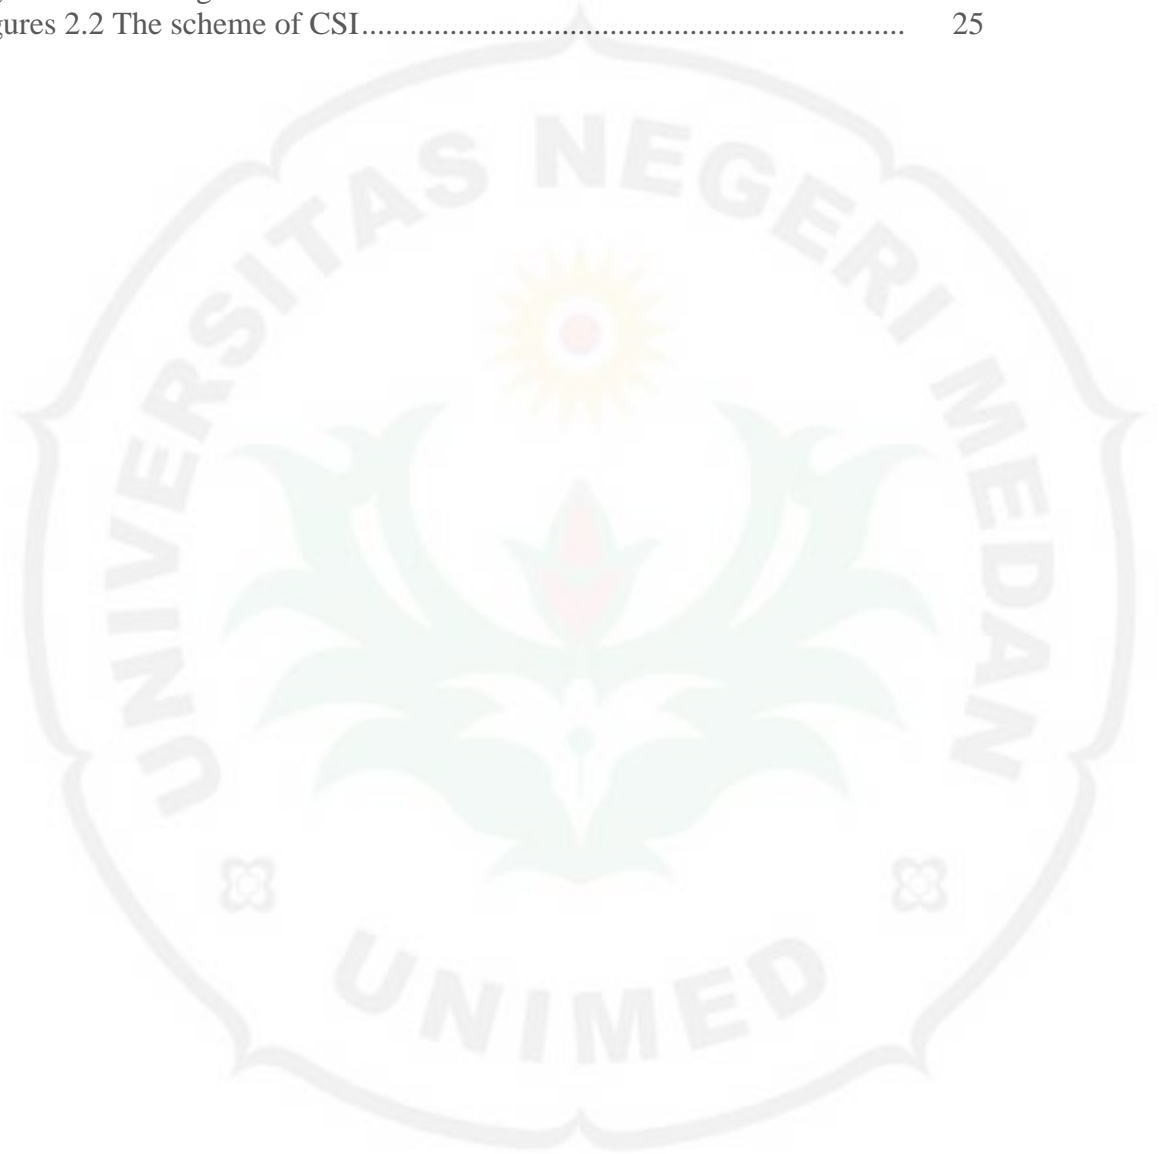 gures 2.2 The scheme of CSI..................................................................... 25
UNIVERSITAS NEGERI MEDAN
UNIMED